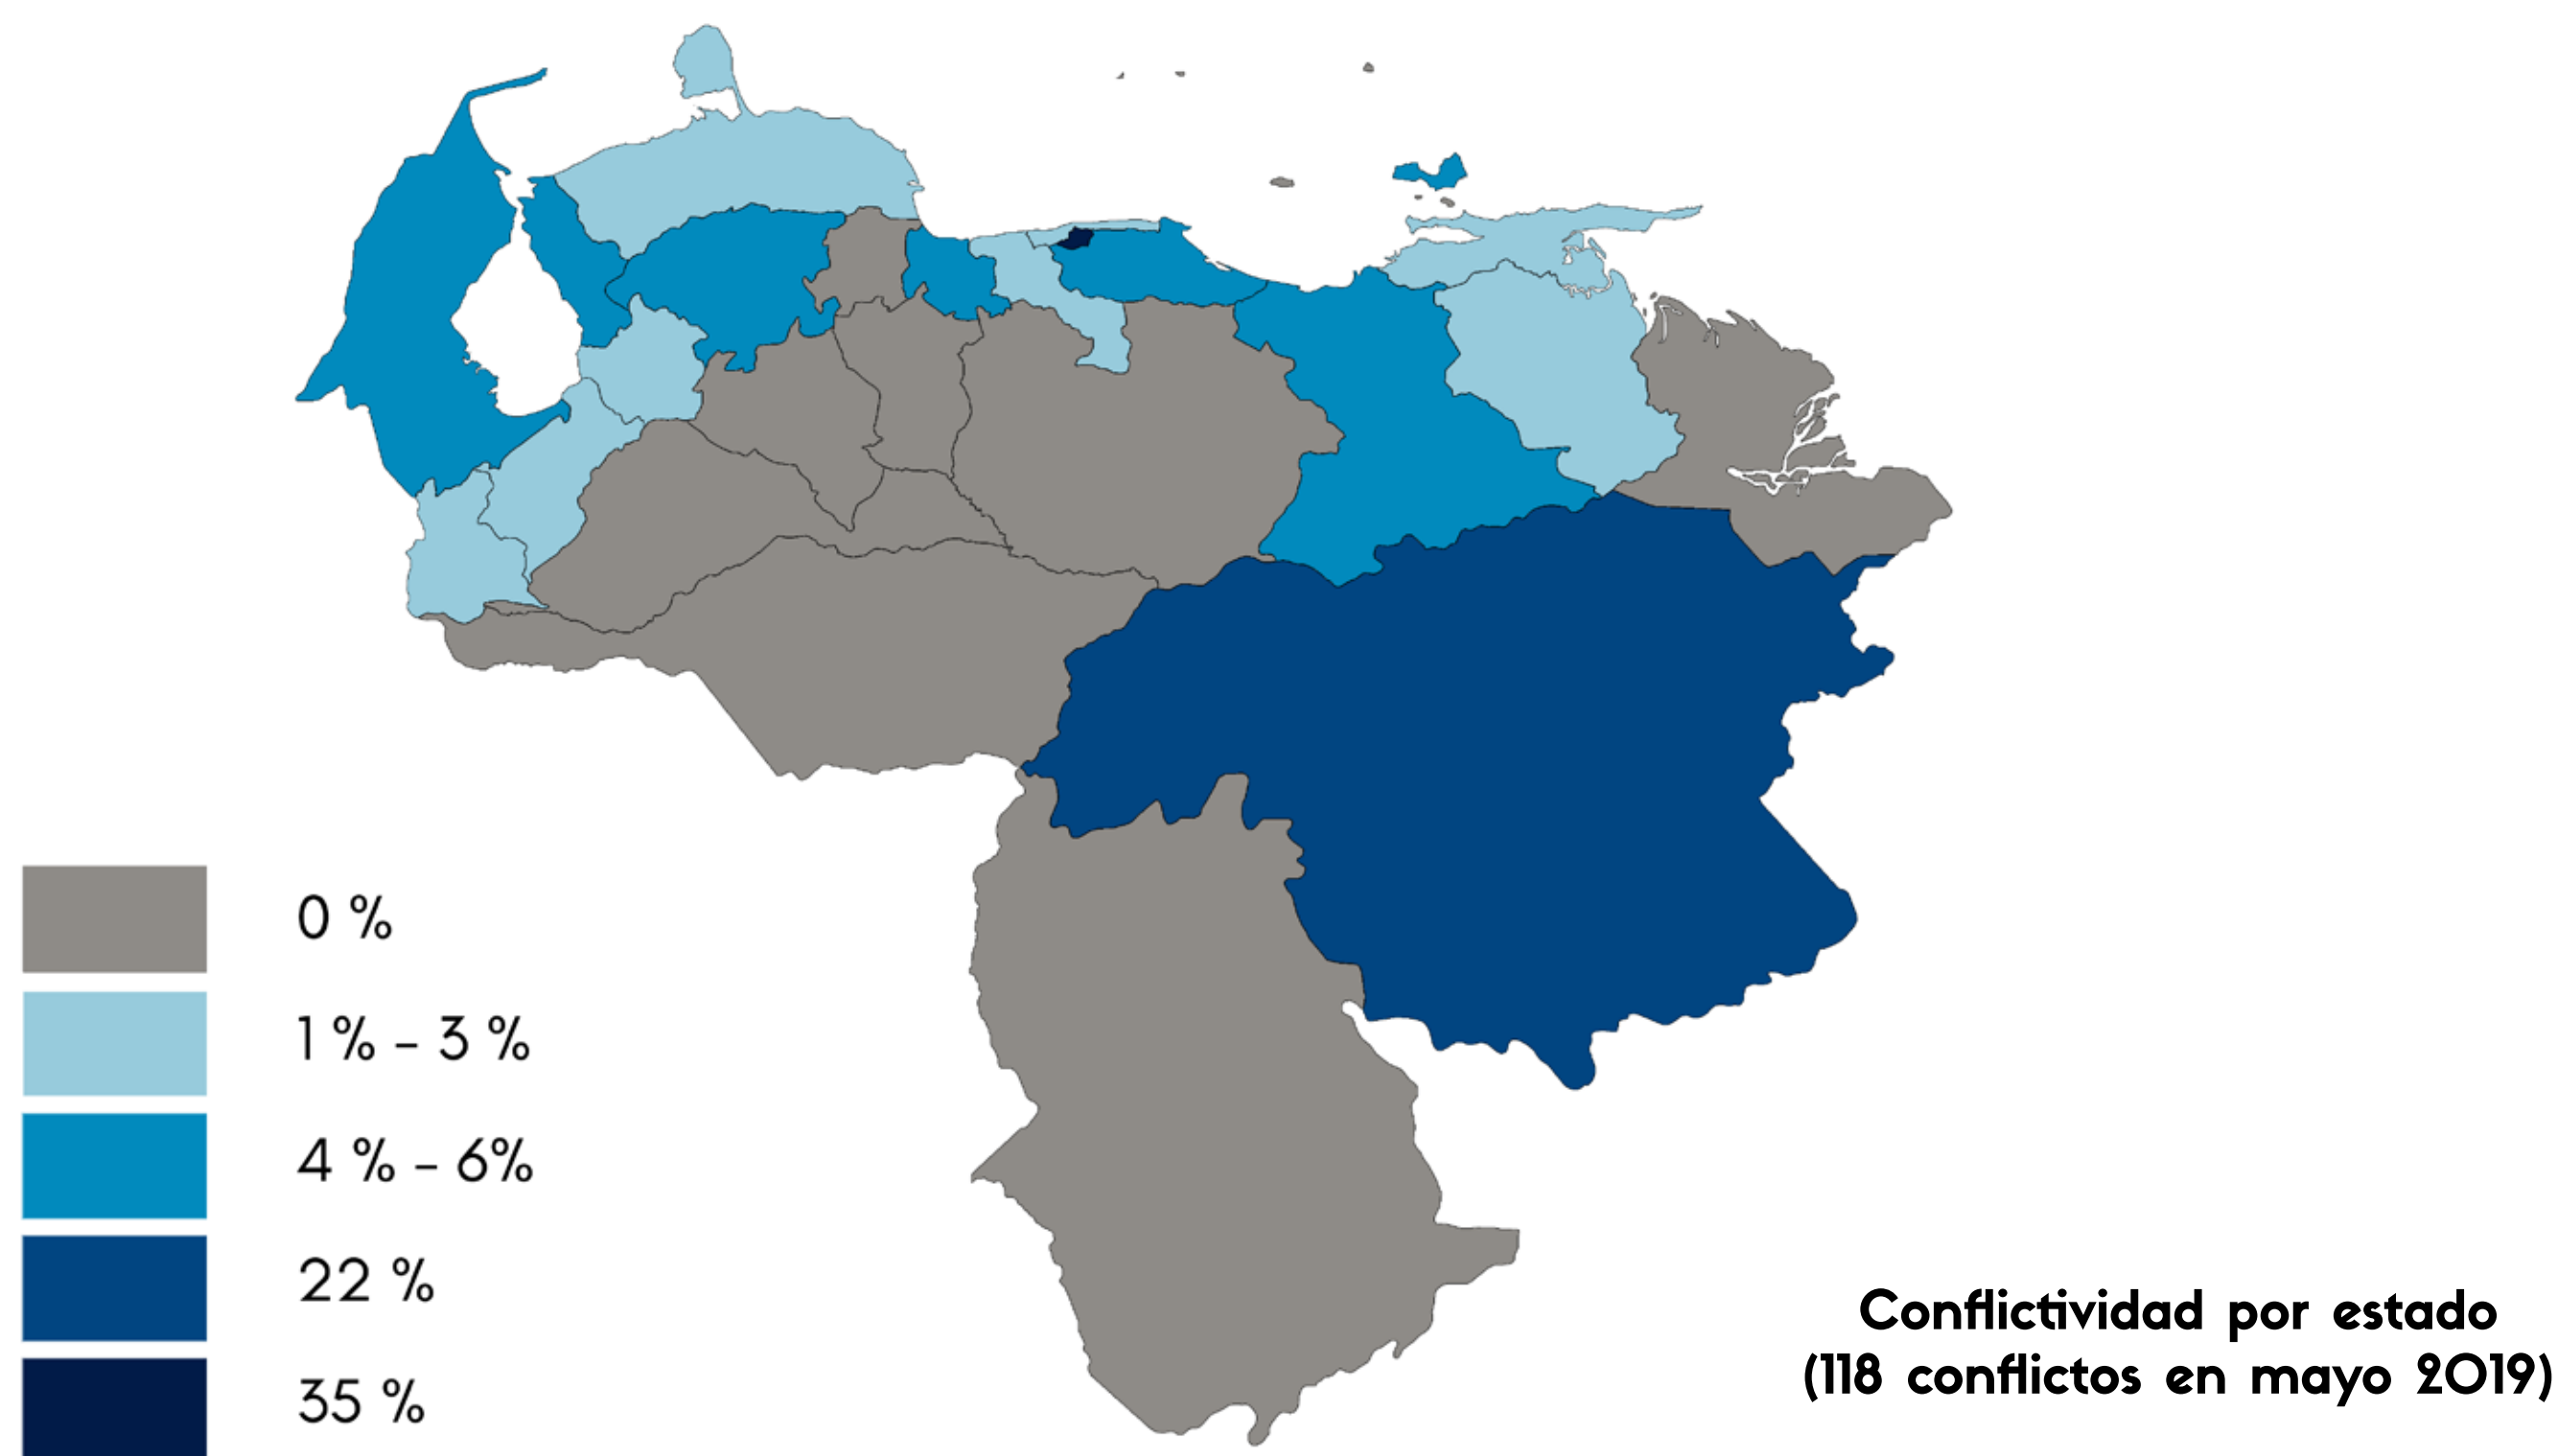 0 %
1 % - 3 %
4 % - 6%
22 %
35 %
Conflictividad por estado
(118 conflictos en mayo 2019)